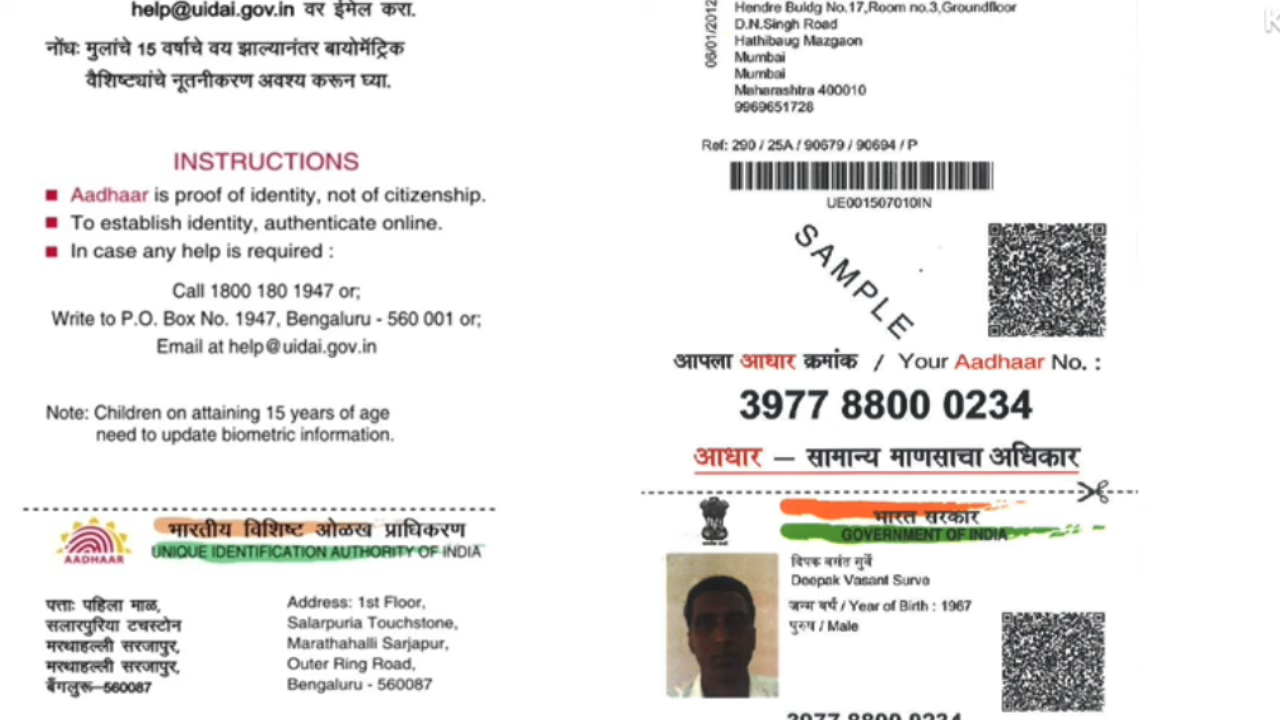 help@uidai.gov.in वर ईमेल करा.
नोंधः मुलांचे 15 वर्षाचे वय झाल्यानंतर बायोमॅट्रिक
वैशिष्ट्यांचे नूतनीकरण अवश्य करून घ्या.
INSTRUCTIONS
Aadhaar is proof of identity, not of citizenship.
To establish identity, authenticate online.
In case any help is required :
Call 1800 180 1947 or;
Write to P.O. Box No. 1947, Bengaluru - 560 001 or;
Email at help@uidai.gov.in
Note: Children on attaining 15 years of age
need to update biometric information.
भारतीय विशिष्ट ओळख प्राधिकरण
UNIQUE IDENTIFICATION AUTHORITY OF INDIA
AADHAAR
पत्ताः पहिला माळ,
सलारपुरिया टचस्टोन
मरथाहल्ली सरजापुर,
मरथाहल्ली सरजापुर,
बेंगलुरू-560087
Address: 1st Floor,
Salarpuria Touchstone,
Marathahalli Sarjapur,
Outer Ring Road,
Bengaluru - 560087
06/01/2012
Hendre Buldg No.17,Room no.3,Groundfloor
D.N.Singh Road
Hathibaug Mazgaon
Mumbai
Mumbai
Maharashtra 400010
9969651728
Ref: 290 / 25A / 90679 / 90694 / P
UE001507010IN
SAMPLE
आपला आधार क्रमांक / Your Aadhaar No. :
3977 8800 0234
आधार — सामान्य माणसाचा अधिकार
भारत सरकार
GOVERNMENT OF INDIA
दिपक वसंत सुर्वे
Deepak Vasant Surve
जन्म वर्ष / Year of Birth : 1967
पुरुष / Male
3977 8800 0234
K